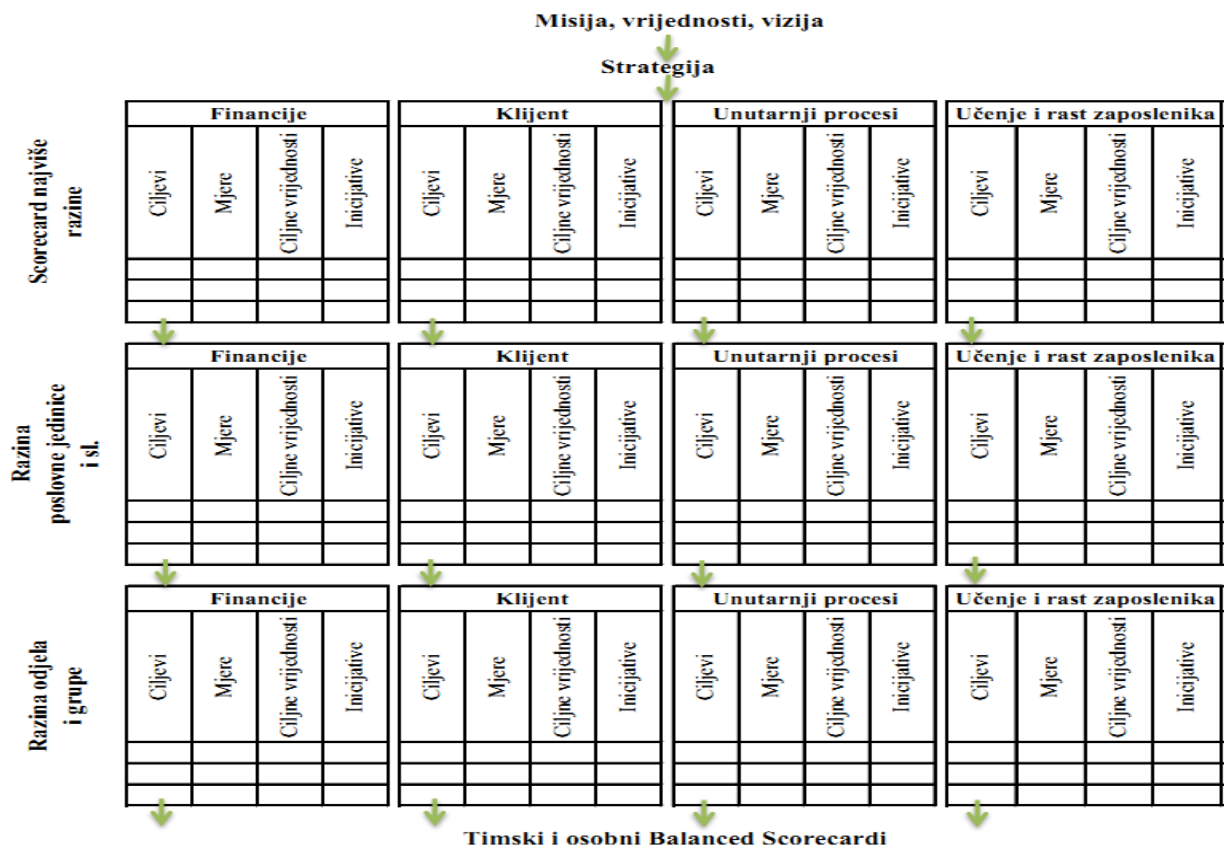 Misija, vrijednosti, vizija
Strategija
Scorecard najviše
razine
Financije
Ciljevi
Mjere
Ciljne vrijednosti
Inicijative
Klijent
Ciljevi
Mjere
Ciljne vrijednosti
Inicijative
Unutarnji procesi
Ciljevi
Mjere
Ciljne vrijednosti
Inicijative
Učenje i rast zaposlenika
Ciljevi
Mjere
Ciljne vrijednosti
Inicijative
Razina
poslovne jedinice
i sl.
Financije
Ciljevi
Mjere
Ciljne vrijednosti
Inicijative
Klijent
Ciljevi
Mjere
Ciljne vrijednosti
Inicijative
Unutarnji procesi
Ciljevi
Mjere
Ciljne vrijednosti
Inicijative
Učenje i rast zaposlenika
Ciljevi
Mjere
Ciljne vrijednosti
Inicijative
Razina odjela
i grupe
Financije
Ciljevi
Mjere
Ciljne vrijednosti
Inicijative
Klijent
Ciljevi
Mjere
Ciljne vrijednosti
Inicijative
Unutarnji procesi
Ciljevi
Mjere
Ciljne vrijednosti
Inicijative
Učenje i rast zaposlenika
Ciljevi
Mjere
Ciljne vrijednosti
Inicijative
Timski i osobni Balanced Scorecardi